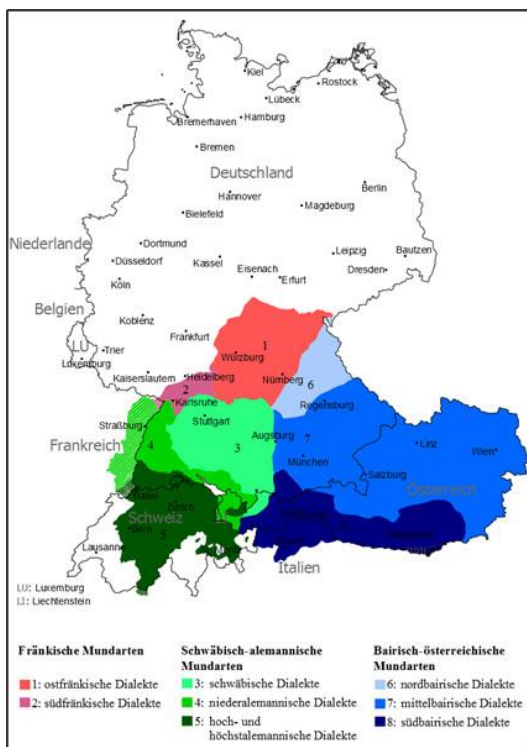 Kiel
Rostock
Lübeck
Bremerhaven
Hamburg
Bremen
Deutschland
Berlin
Hannover
Magdeburg
Bielefeld
Niederlande
Dortmund
Leipzig
Bautzen
Düsseldorf
Kassel
Dresden
Eisenach
Erfurt
Köln
Belgien
Koblenz
Frankfurt
1
LU
Würzburg
Trier
Luxemburg
Kaiserslautern
Heidelberg
Nürnberg
6
2
Karlsruhe
Regensburg
Straßburg
Stuttgart
4
Frankreich
3
Augsburg
7
Linz
Wien
München
Salzburg
Österreich
Basel
Zürich
Schweiz
LI
Bern
5
Lausanne
Italien
LU: Luxemburg
LI: Liechtenstein
Fränkische Mundarten
1: ostfränkische Dialekte
2: südfränkische Dialekte
Schwäbisch-alemannische
Mundarten
3: schwäbische Dialekte
4: niederalemannische Dialekte
5: hoch- und
höchstalemannische Dialekte
Bairisch-österreichische
Mundarten
6: nordbairische Dialekte
7: mittelbairische Dialekte
8: südbairische Dialekte